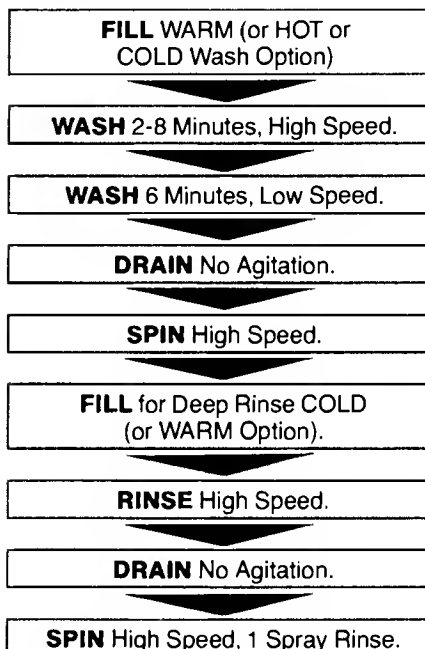 FILL WARM (or HOT or
COLD Wash Option)
WASH 2-8 Minutes, High Speed.
WASH 6 Minutes, Low Speed.
DRAIN No Agitation.
SPIN High Speed.
FILL for Deep Rinse COLD
(or WARM Option).
RINSE High Speed.
DRAIN No Agitation.
SPIN High Speed, 1 Spray Rinse.